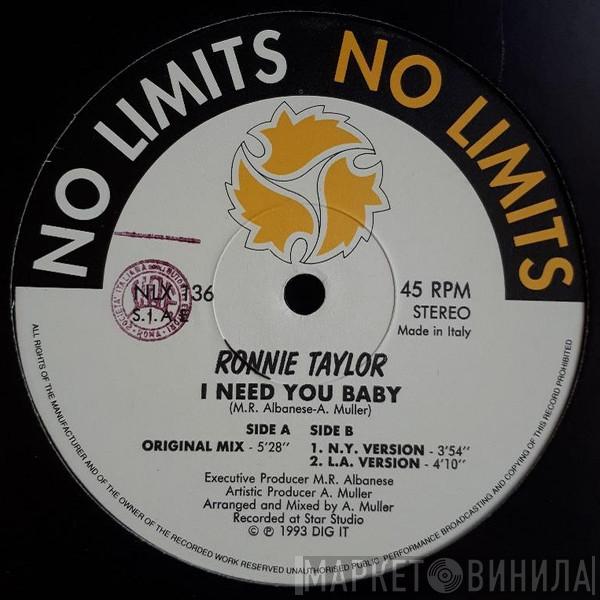 NO LIMITS NO LIMITS
NLX 136
S.I.A.E.
45 RPM
STEREO
Made in Italy
RONNIE TAYLOR
I NEED YOU BABY
(M.R. Albanese-A. Muller)
SIDE A SIDE B
ORIGINAL MIX - 5'28'' 1. N.Y. VERSION - 3'54''
2. L.A. VERSION - 4'10''
Executive Producer M.R. Albanese
Artistic Producer A. Muller
Arranged and Mixed by A. Muller
Recorded at Star Studio
© ℗ 1993 DIG IT
ALL RIGHTS OF THE MANUFACTURER AND OF THE OWNER OF THE RECORDED WORK RESERVED UNAUTHORISED PUBLIC PERFORMANCE BROADCASTING AND COPYING OF THIS RECORD PROHIBITED
МАРКЕТ ВИНИЛА